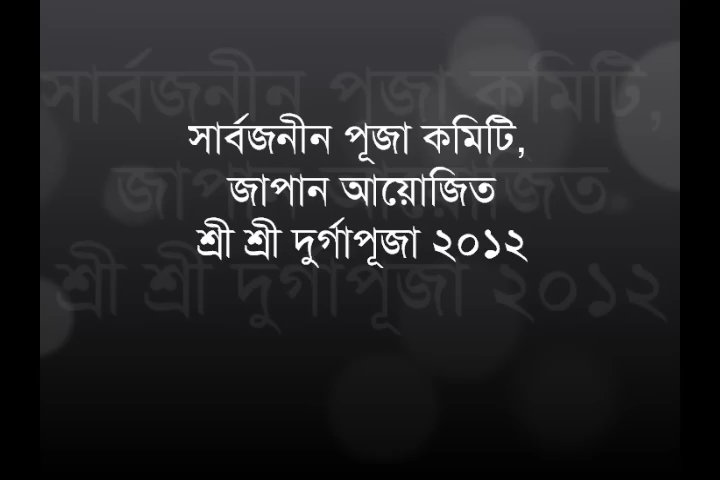 সার্বজনীন পূজা কমিটি,
জাপান আয়োজিত
শ্রী শ্রী দুর্গাপূজা ২০১২